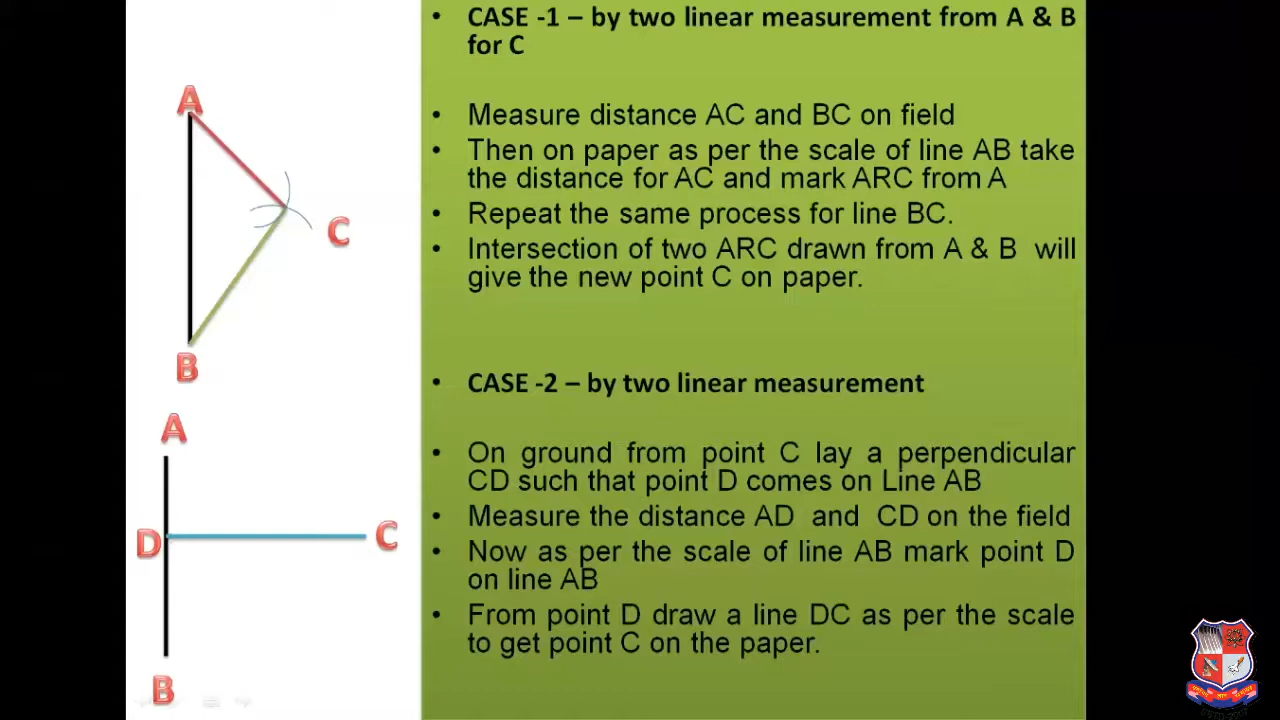 CASE -1 – by two linear measurement from A & B
for C
Measure distance AC and BC on field
Then on paper as per the scale of line AB take
the distance for AC and mark ARC from A
Repeat the same process for line BC.
Intersection of two ARC drawn from A & B will
give the new point C on paper.
CASE -2 – by two linear measurement
On ground from point C lay a perpendicular
CD such that point D comes on Line AB
Measure the distance AD and CD on the field
Now as per the scale of line AB mark point D
on line AB
From point D draw a line DC as per the scale
to get point C on the paper.
A
C
B
A
D
C
B